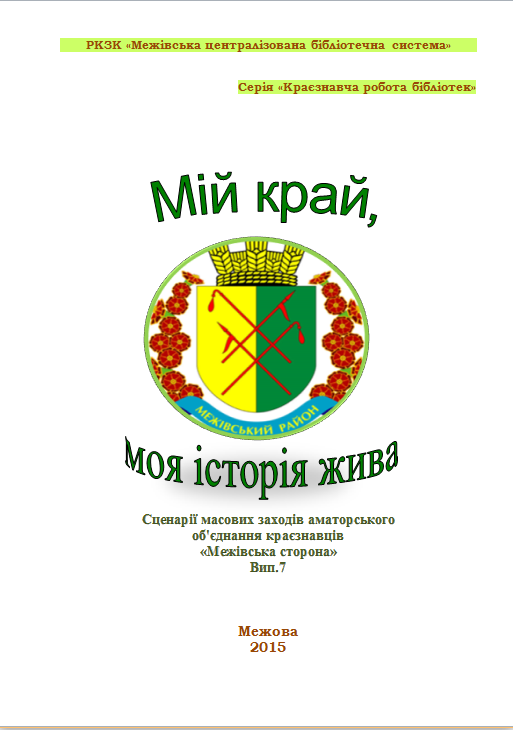 РКЗК «Межівська централізована бібліотечна система»
Серія «Краєзнавча робота бібліотек»
Мій край,
МЕЖІВСЬКИЙ РАЙОН
моя історія жива
Сценарії масових заходів аматорського
об'єднання краєзнавців
«Межівська сторона»
Вип.7
Межова
2015